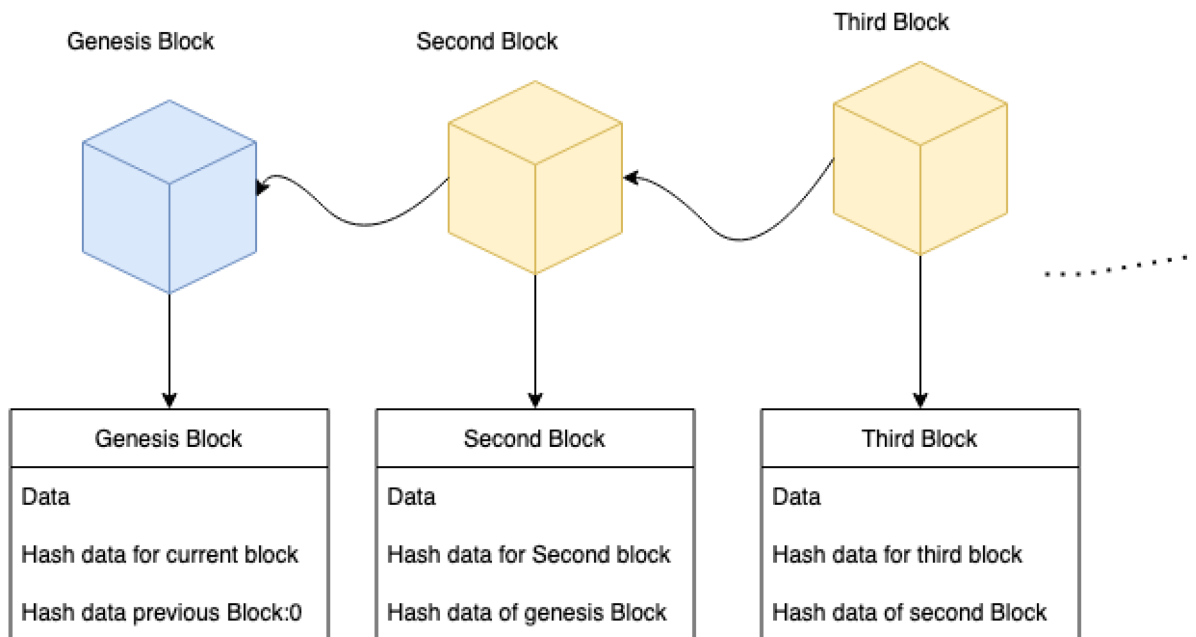 Genesis Block
Second Block
Third Block
Genesis Block
Data
Hash data for current block
Hash data previous Block:0
Second Block
Data
Hash data for Second block
Hash data of genesis Block
Third Block
Data
Hash data for third block
Hash data of second Block